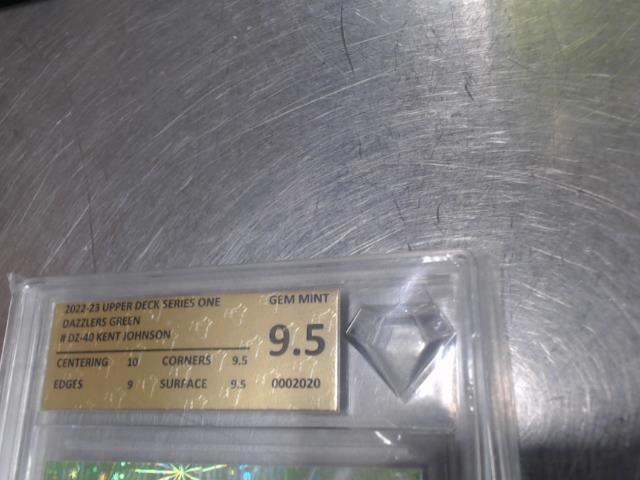 2022-23 UPPER DECK SERIES ONE GEM MINT
DAZZLERS GREEN
# DZ-40 KENT JOHNSON 9.5
CENTERING 10 CORNERS 9.5
EDGES 9 SURFACE 9.5 0002020